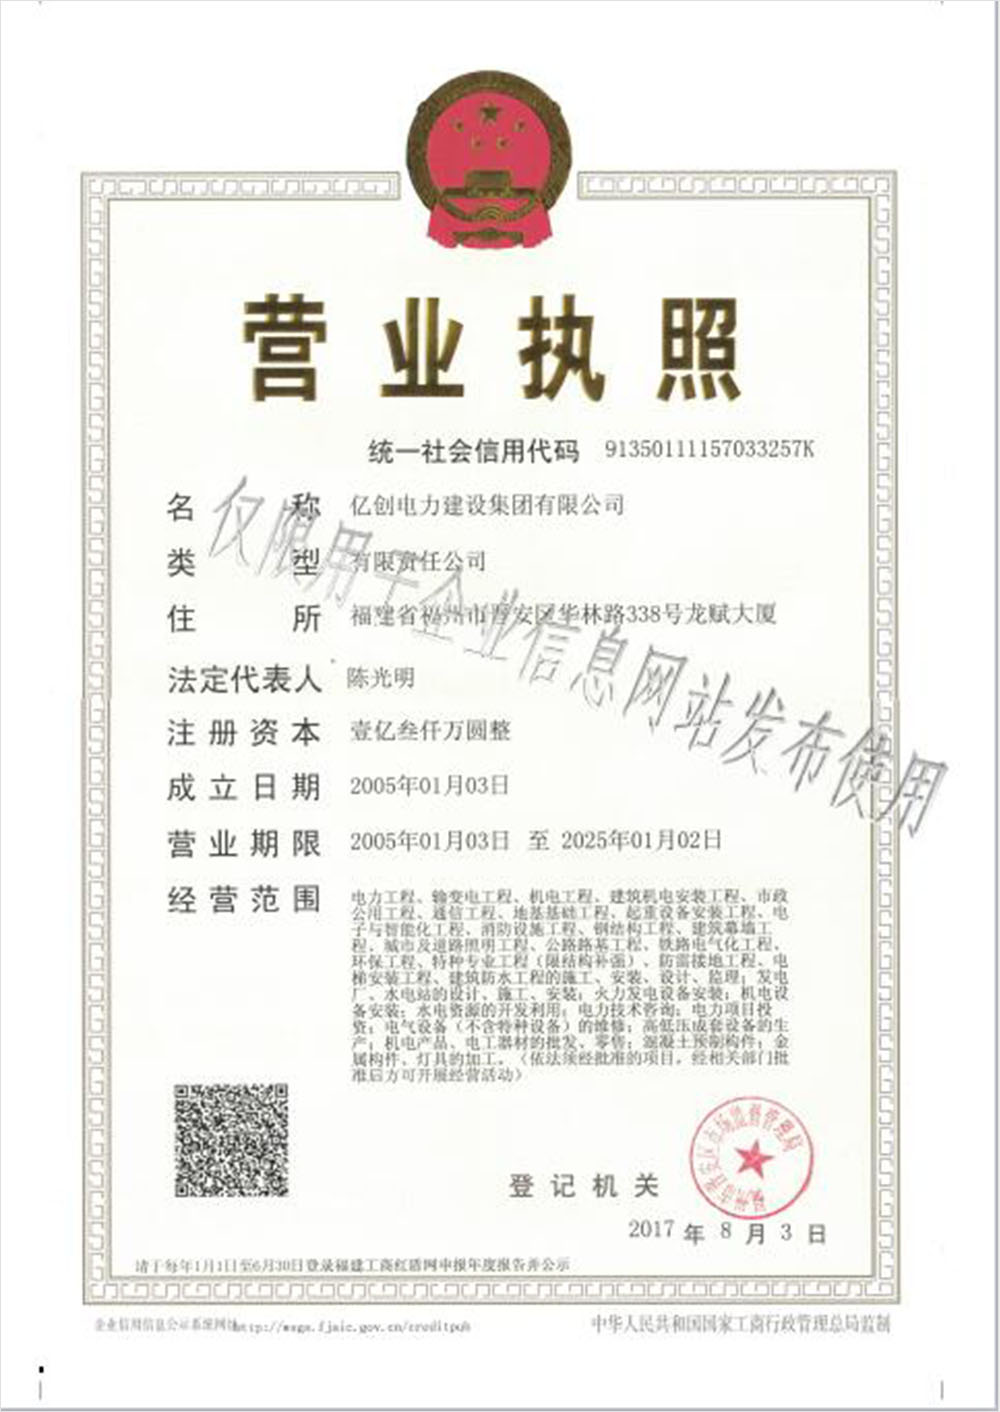 营业执照
统一社会信用代码 91350111157033257K
名称 亿创电力建设集团有限公司
类型 有限责任公司
住所 福建省福州市晋安区华林路338号龙赋大厦
法定代表人 陈光明
注册资本 壹亿叁仟万圆整
成立日期 2005年01月03日
营业期限 2005年01月03日 至 2025年01月02日
经营范围 电力工程、输变电工程、机电工程、建筑机电安装工程、市政
公用工程、通信工程、地基基础工程、起重设备安装工程、电
子与智能化工程、消防设施工程、钢结构工程、建筑幕墙工
程、城市及道路照明工程、公路路基工程、铁路电气化工程、
环保工程、特种专业工程（限结构补强）、防雷接地工程、电
梯安装工程、建筑防水工程的施工、安装、设计、监理；发电
厂、水电站的设计、施工、安装；火力发电设备安装；机电设
备安装；水电资源的开发利用；电力技术咨询；电力项目投
资；电气设备（不含特种设备）的维修；高低压成套设备的生
产；机电产品、电工器材的批发、零售；混凝土预制构件；金
属构件、灯具的加工。（依法须经批准的项目，经相关部门批
准后方可开展经营活动）
仅限用于企业信息网站发布使用
福州市晋安区市场监督管理局
登记机关
2017年8月3日
请于每年1月1日至6月30日登录福建工商红盾网申报年度报告并公示
企业信用信息公示系统网址http://wsgs.fjaic.gov.cn/creditpub
中华人民共和国国家工商行政管理总局监制